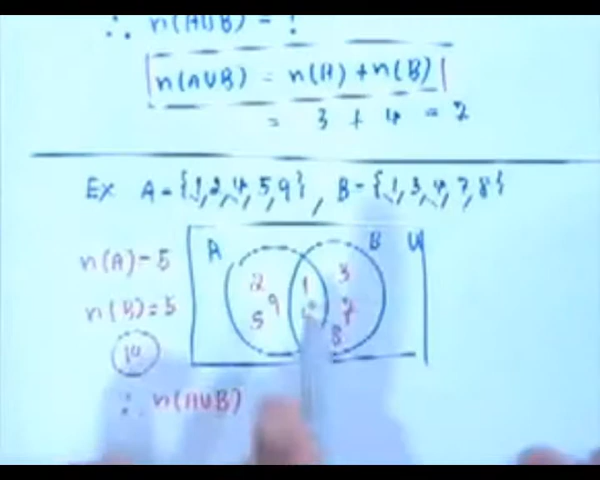 ∴ n(A∪B) = ?
n(A∪B) = n(A) + n(B)
= 3 + 4 = 7
Ex A = {1,2,4,5,9}, B = {1,3,4,7,8}
A B U
n(A) = 5
2 1 3
n(B) = 5
5 9 7
8
10
∴ n(A∪B)